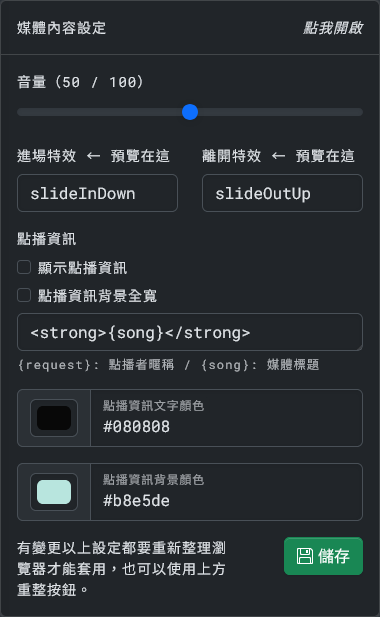 媒體內容設定 點我開啟
音量（50 / 100）
進場特效 ← 預覽在這 離開特效 ← 預覽在這
slideInDown slideOutUp
點播資訊
顯示點播資訊
點播資訊背景全寬
<strong>{song}</strong>
{request}: 點播者暱稱 / {song}: 媒體標題
點播資訊文字顏色
#080808
點播資訊背景顏色
#b8e5de
有變更以上設定都要重新整理瀏
覽器才能套用，也可以使用上方
重整按鈕。
儲存